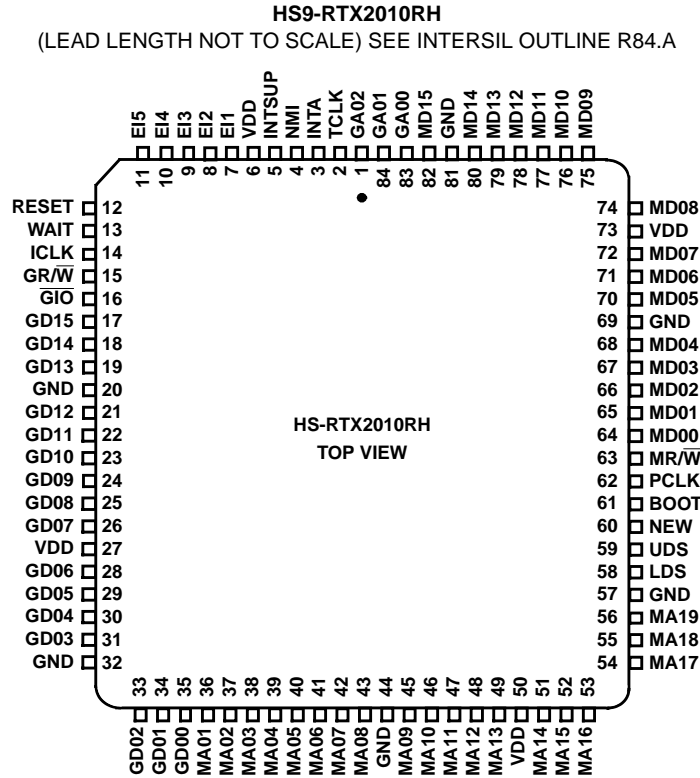 HS9-RTX2010RH
(LEAD LENGTH NOT TO SCALE) SEE INTERSIL OUTLINE R84.A
EI5 EI4 EI3 EI2 EI1 VDD INTSUP NMI INTA TCLK GA02 GA01 GA00 MD15 GND MD14 MD13 MD12 MD11 MD10 MD09
11 10 9 8 7 6 5 4 3 2 1 84 83 82 81 80 79 78 77 76 75
RESET 12 74 MD08
WAIT 13 73 VDD
ICLK 14 72 MD07
GR/W̅ 15 71 MD06
G̅I̅O̅ 16 70 MD05
GD15 17 69 GND
GD14 18 68 MD04
GD13 19 67 MD03
GND 20 66 MD02
GD12 21 65 MD01
GD11 22 HS-RTX2010RH 64 MD00
GD10 23 TOP VIEW 63 MR/W̅
GD09 24 62 PCLK
GD08 25 61 BOOT
GD07 26 60 NEW
VDD 27 59 UDS
GD06 28 58 LDS
GD05 29 57 GND
GD04 30 56 MA19
GD03 31 55 MA18
GND 32 54 MA17
33 34 35 36 37 38 39 40 41 42 43 44 45 46 47 48 49 50 51 52 53
GD02 GD01 GD00 MA01 MA02 MA03 MA04 MA05 MA06 MA07 MA08 GND MA09 MA10 MA11 MA12 MA13 VDD MA14 MA15 MA16